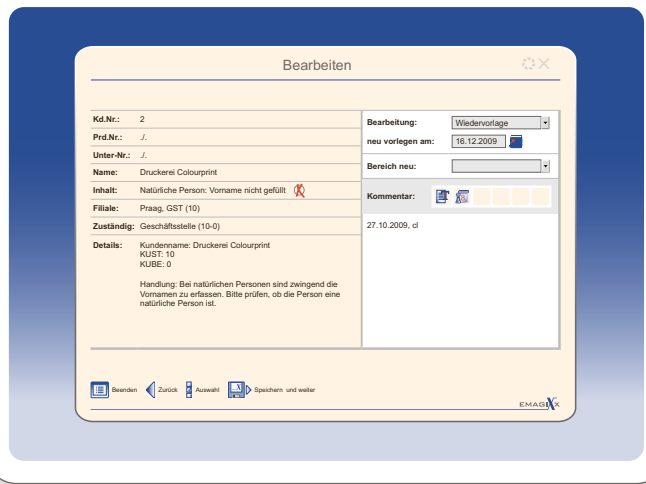 Bearbeiten
Kd.Nr.: 2
Prd.Nr.: ./.
Unter-Nr.: ./.
Name: Druckerei Colourprint
Inhalt: Natürliche Person: Vorname nicht gefüllt
Filiale: Praag, GST (10)
Zuständig: Geschäftsstelle (10-0)
Details: Kundenname: Druckerei Colourprint
KUST: 10
KUBE: 0
Handlung: Bei natürlichen Personen sind zwingend die
Vornamen zu erfassen. Bitte prüfen, ob die Person eine
natürliche Person ist.
Bearbeitung: Wiedervorlage
neu vorlegen am: 16.12.2009
Bereich neu:
Kommentar:
27.10.2009, cl
Beenden Zurück Auswahl Speichern und weiter
EMAGIXX